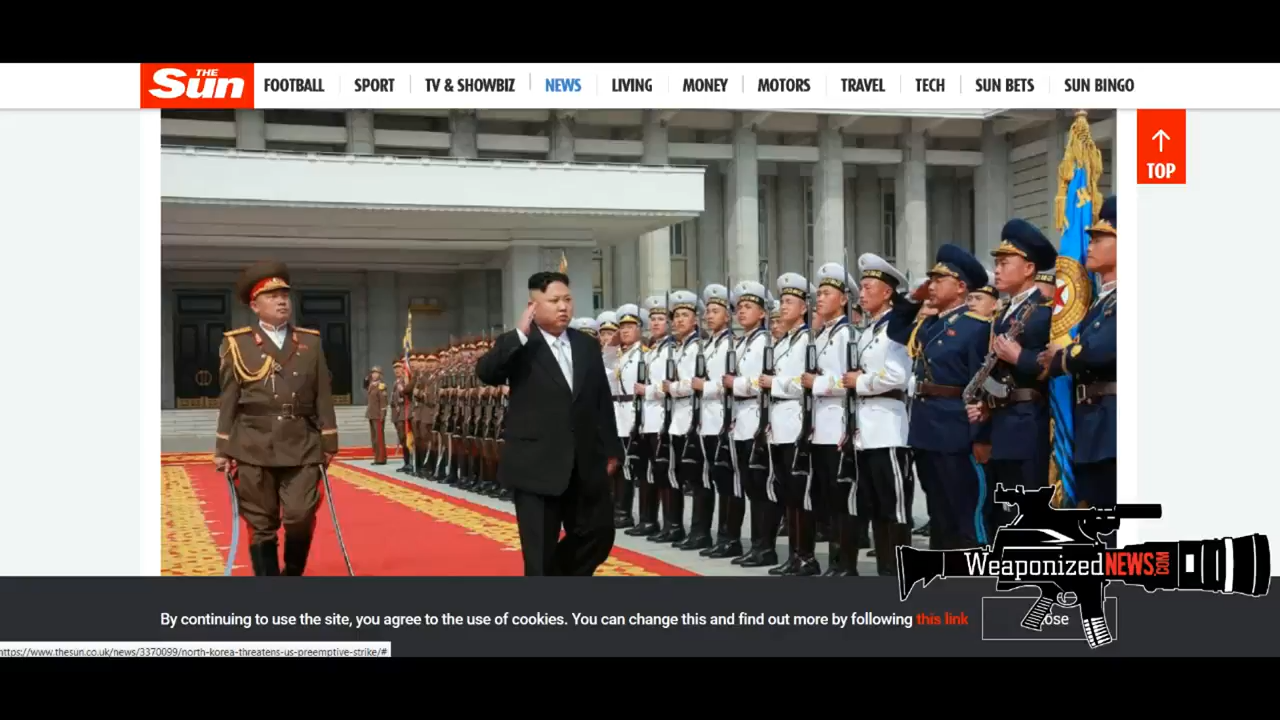 THE
Sun
FOOTBALL
SPORT
TV & SHOWBIZ
NEWS
LIVING
MONEY
MOTORS
TRAVEL
TECH
SUN BETS
SUN BINGO
TOP
WeaponizedNEWS.COM
By continuing to use the site, you agree to the use of cookies. You can change this and find out more by following this link
https://www.thesun.co.uk/news/3370099/north-korea-threatens-us-preemptive-strike/#